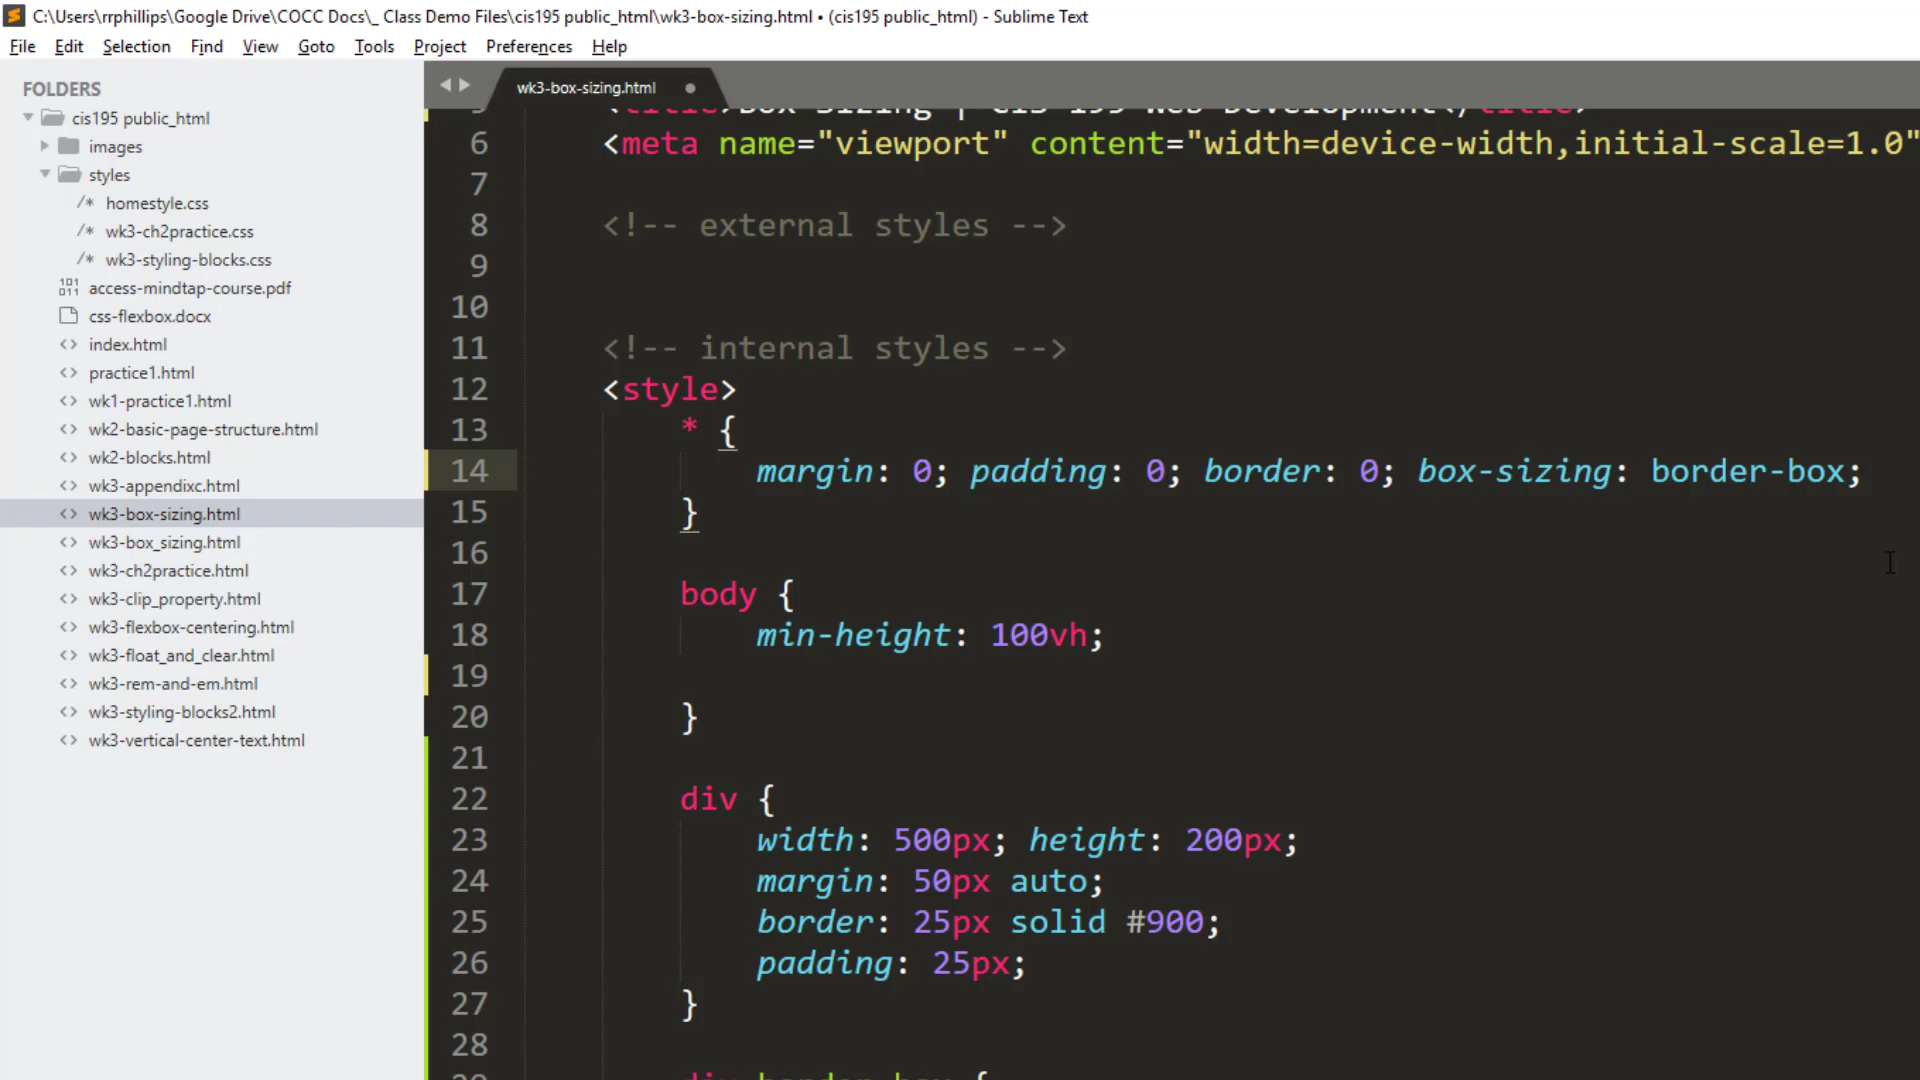 C:\Users\rrphillips\Google Drive\COCC Docs\_ Class Demo Files\cis195 public_html\wk3-box-sizing.html • (cis195 public_html) - Sublime Text
File Edit Selection Find View Goto Tools Project Preferences Help
FOLDERS
cis195 public_html
images
styles
/* homestyle.css
/* wk3-ch2practice.css
/* wk3-styling-blocks.css
access-mindtap-course.pdf
css-flexbox.docx
<> index.html
<> practice1.html
<> wk1-practice1.html
<> wk2-basic-page-structure.html
<> wk2-blocks.html
<> wk3-appendixc.html
<> wk3-box-sizing.html
<> wk3-box_sizing.html
<> wk3-ch2practice.html
<> wk3-clip_property.html
<> wk3-flexbox-centering.html
<> wk3-float_and_clear.html
<> wk3-rem-and-em.html
<> wk3-styling-blocks2.html
<> wk3-vertical-center-text.html
wk3-box-sizing.html
6 <meta name="viewport" content="width=device-width,initial-scale=1.0"
7
8 <!-- external styles -->
9
10
11 <!-- internal styles -->
12 <style>
13 * {
14 margin: 0; padding: 0; border: 0; box-sizing: border-box;
15 }
16
17 body {
18 min-height: 100vh;
19
20 }
21
22 div {
23 width: 500px; height: 200px;
24 margin: 50px auto;
25 border: 25px solid #900;
26 padding: 25px;
27 }
28